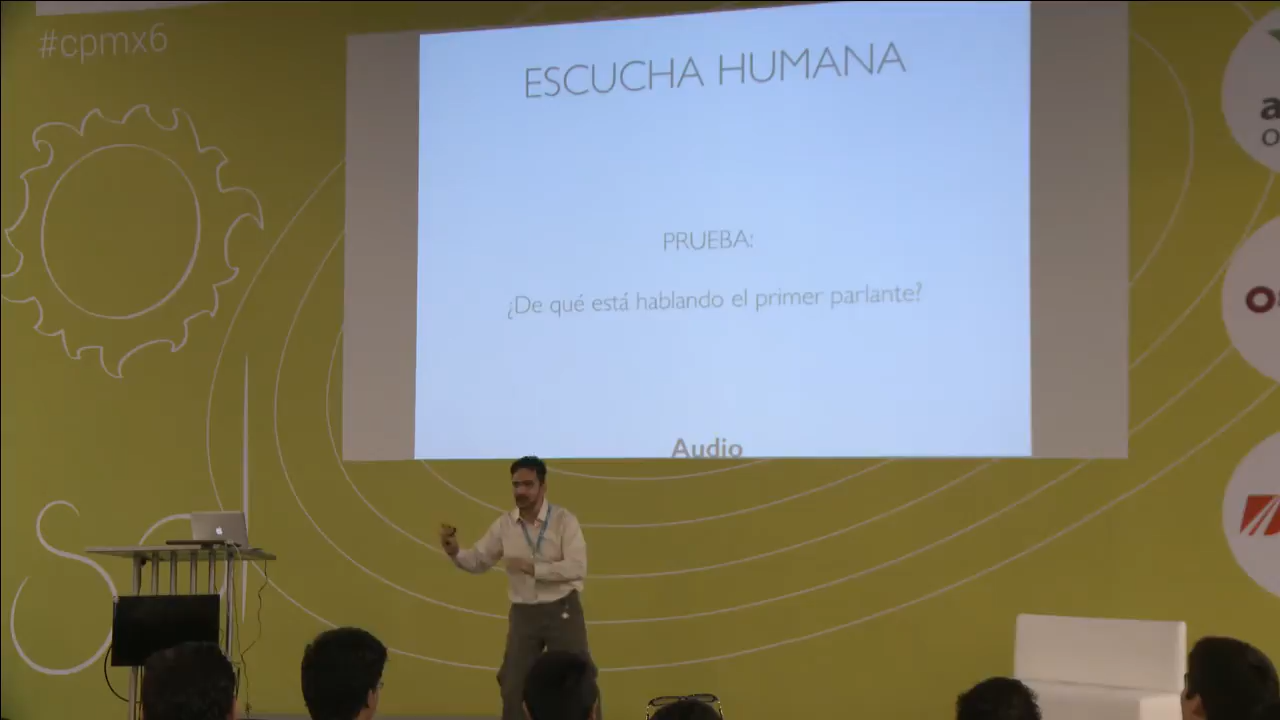 #cpmx6
ESCUCHA HUMANA
PRUEBA:
¿De qué está hablando el primer parlante?
Audio